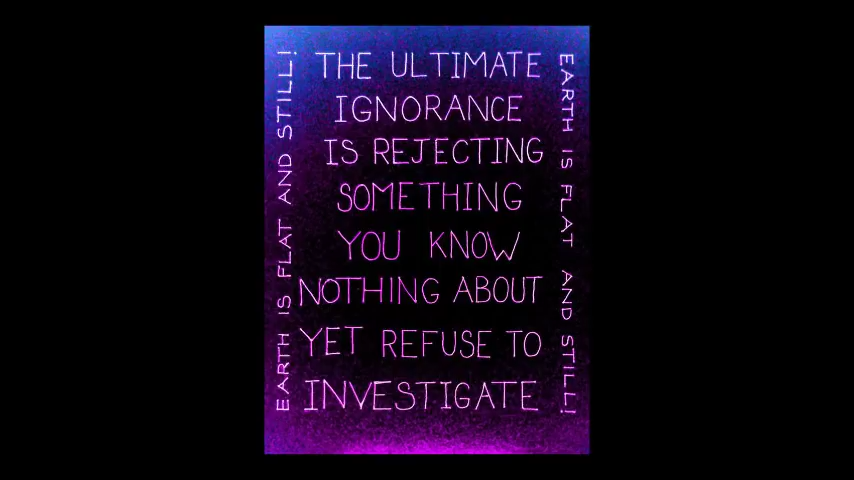 EARTH IS FLAT AND STILL!
THE ULTIMATE
IGNORANCE
IS REJECTING
SOMETHING
YOU KNOW
NOTHING ABOUT
YET REFUSE TO
INVESTIGATE
EARTH IS FLAT AND STILL!